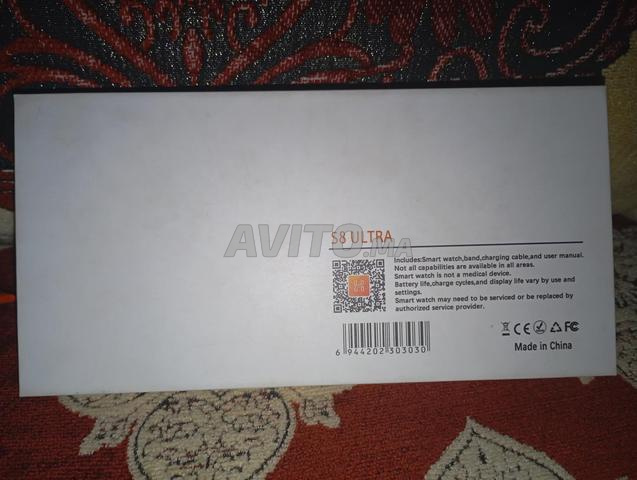 S8 ULTRA
AVITO.MA
Includes:Smart watch,band,charging cable,and user manual.
Not all capabilities are available in all areas.
Smart watch is not a medical device.
Battery life,charge cycles,and display life vary by use and
settings.
Smart watch may need to be serviced or be replaced by
authorized service provider.
6 944202 303030
CE FC
Made in China